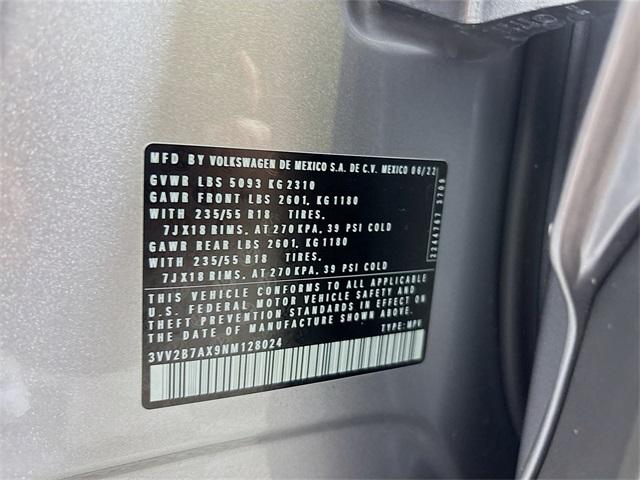 MFD BY VOLKSWAGEN DE MEXICO S.A. DE C.V. MEXICO 06/22
GVWR LBS 5093 KG 2310
GAWR FRONT LBS 2601, KG 1180
WITH 235/55 R18 TIRES,
7JX18 RIMS, AT 270 KPA, 39 PSI COLD
GAWR REAR LBS 2601, KG 1180
WITH 235/55 R18 TIRES,
7JX18 RIMS, AT 270 KPA, 39 PSI COLD
THIS VEHICLE CONFORMS TO ALL APPLICABLE
U.S. FEDERAL MOTOR VEHICLE SAFETY AND
THEFT PREVENTION STANDARDS IN EFFECT ON
THE DATE OF MANUFACTURE SHOWN ABOVE.
3VV2B7AX9NM128024 TYPE: MPV
2244767 3709